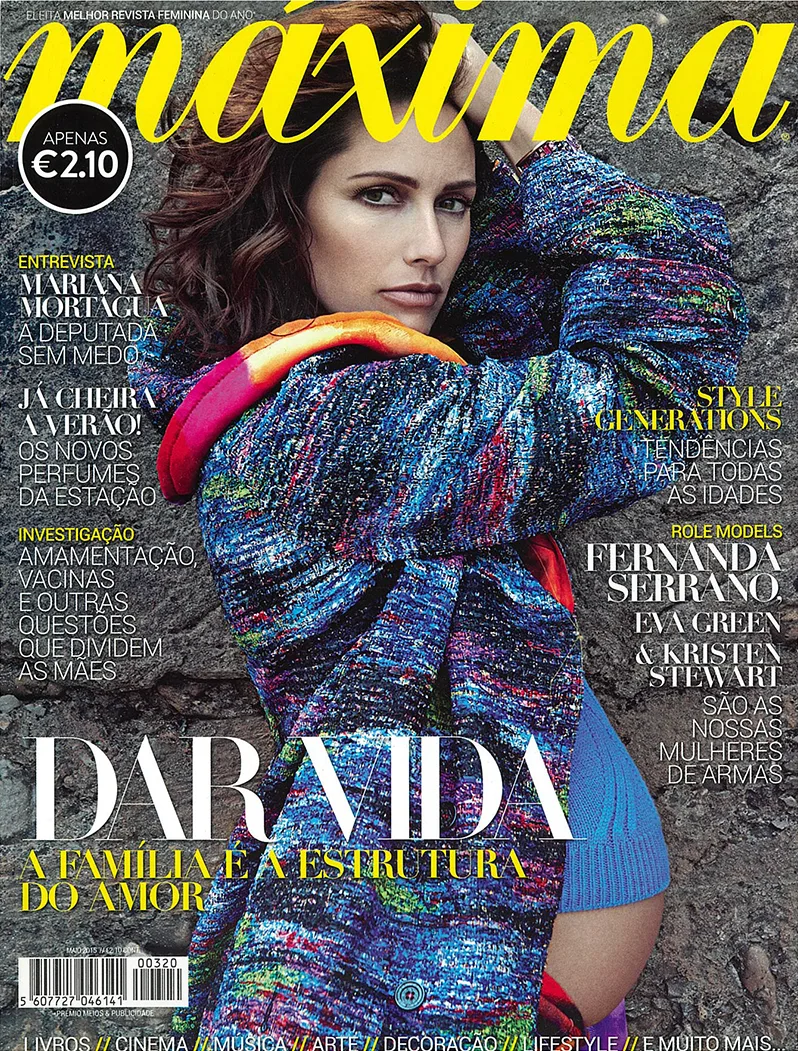 ELEITA MELHOR REVISTA FEMININA DO ANO*
máxima
APENAS
€2.10
ENTREVISTA
MARIANA
MORTÁGUA
A DEPUTADA
SEM MEDO
JÁ CHEIRA
A VERÃO!
OS NOVOS
PERFUMES
DA ESTAÇÃO
INVESTIGAÇÃO
AMAMENTAÇÃO,
VACINAS
E OUTRAS
QUESTÕES
QUE DIVIDEM
AS MÃES
STYLE
GENERATIONS
TENDÊNCIAS
PARA TODAS
AS IDADES
ROLE MODELS
FERNANDA
SERRANO,
EVA GREEN
& KRISTEN
STEWART
SÃO AS
NOSSAS
MULHERES
DE ARMAS
DAR VIDA
A FAMÍLIA É A ESTRUTURA
DO AMOR
00320
5 607727 046141
*PRÉMIO MEIOS & PUBLICIDADE
LIVROS // CINEMA // MÚSICA // ARTE // DECORAÇÃO // LIFESTYLE // E MUITO MAIS...